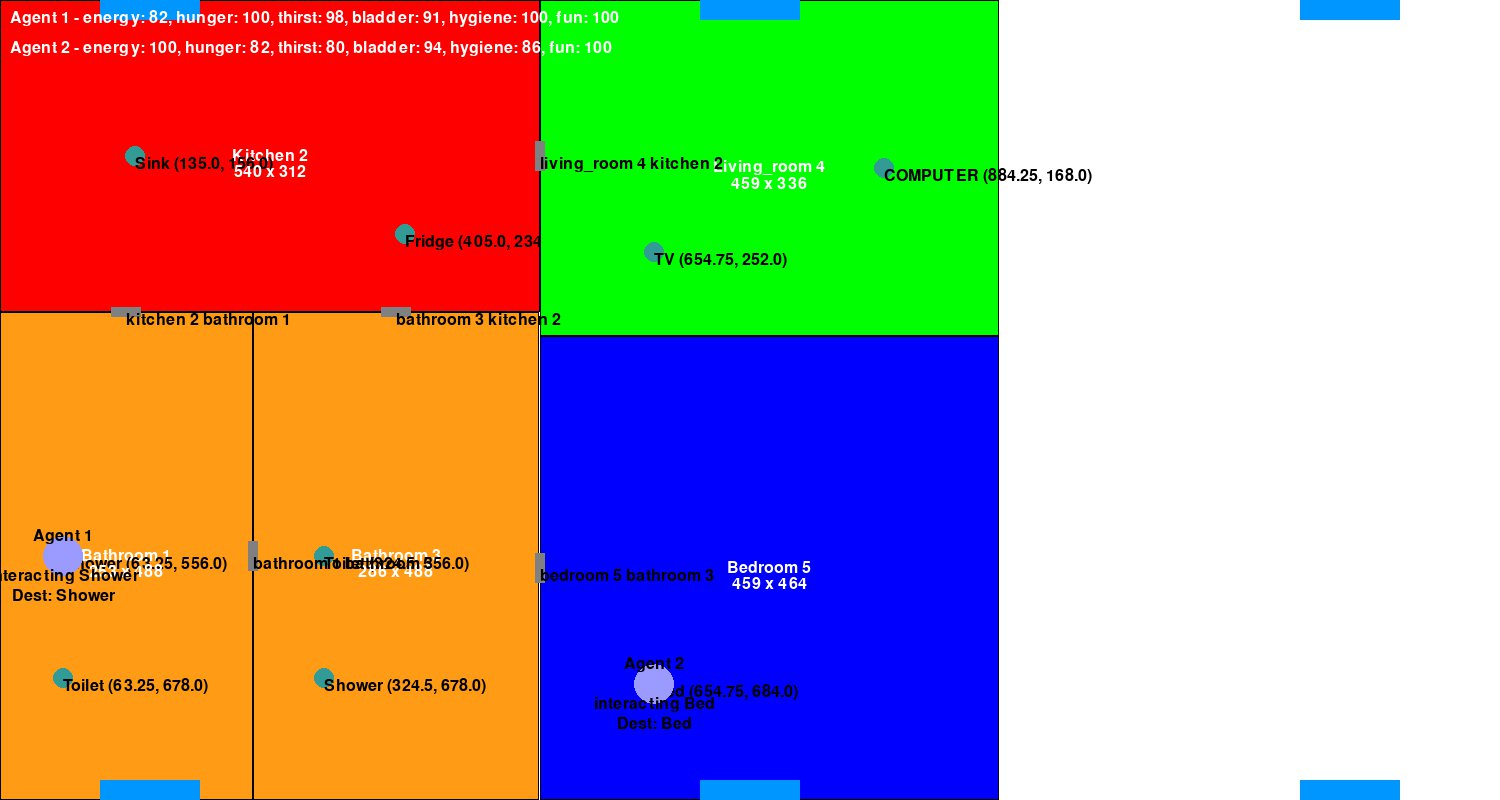 Agent 1 - energy: 82, hunger: 100, thirst: 98, bladder: 91, hygiene: 100, fun: 100
Agent 2 - energy: 100, hunger: 82, thirst: 80, bladder: 94, hygiene: 86, fun: 100
Kitchen 2
540 x 312
Sink (135.0, 156.0)
living_room 4 kitchen 2
living_room 4
459 x 336
COMPUTER (884.25, 168.0)
Fridge (405.0, 234
TV (654.75, 252.0)
kitchen 2 bathroom 1
bathroom 3 kitchen 2
Agent 1
Bathroom 1
(63.25, 556.0)
x 488
interacting Shower
Dest: Shower
Bathroom 3
bathroom 1 bathroom 3
Toilet (324.5, 556.0)
286 x 488
bedroom 5 bathroom 3
Bedroom 5
459 x 464
Toilet (63.25, 678.0)
Shower (324.5, 678.0)
Agent 2
(654.75, 684.0)
interacting Bed
Dest: Bed